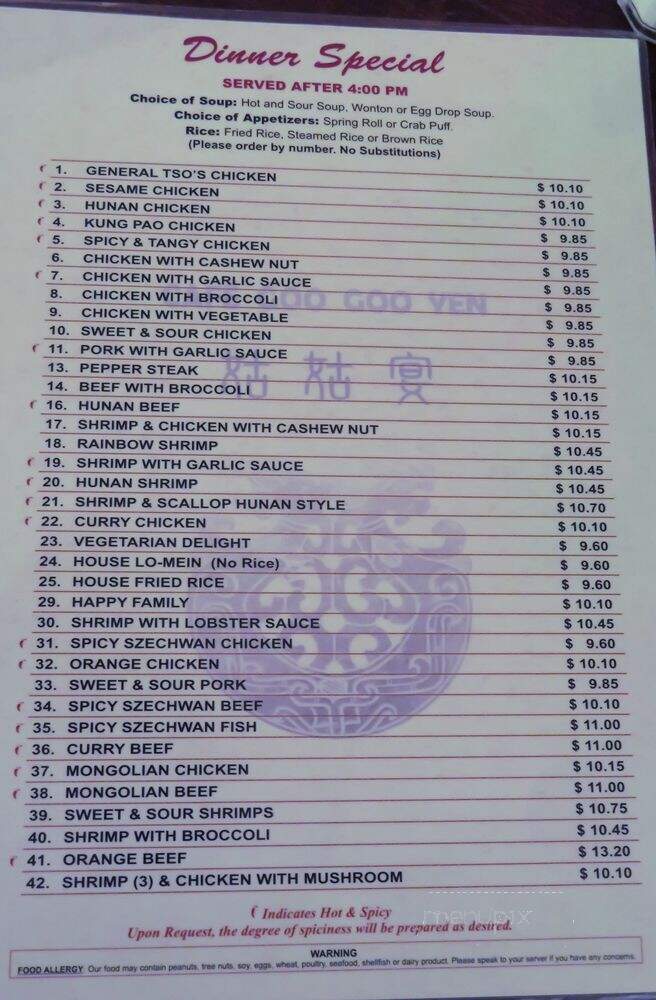 Dinner Special
SERVED AFTER 4:00 PM
Choice of Soup: Hot and Sour Soup, Wonton or Egg Drop Soup.
Choice of Appetizers: Spring Roll or Crab Puff.
Rice: Fried Rice, Steamed Rice or Brown Rice
(Please order by number. No Substitutions)
1. GENERAL TSO'S CHICKEN $ 10.10
2. SESAME CHICKEN $ 10.10
3. HUNAN CHICKEN $ 10.10
4. KUNG PAO CHICKEN $ 9.85
5. SPICY & TANGY CHICKEN $ 9.85
6. CHICKEN WITH CASHEW NUT $ 9.85
7. CHICKEN WITH GARLIC SAUCE $ 9.85
8. CHICKEN WITH BROCCOLI $ 9.85
GOO GOO YEN
9. CHICKEN WITH VEGETABLE $ 9.85
10. SWEET & SOUR CHICKEN $ 9.85
11. PORK WITH GARLIC SAUCE $ 9.85
13. PEPPER STEAK $ 10.15
姑姑宴
14. BEEF WITH BROCCOLI $ 10.15
16. HUNAN BEEF $ 10.15
17. SHRIMP & CHICKEN WITH CASHEW NUT $ 10.15
18. RAINBOW SHRIMP $ 10.45
19. SHRIMP WITH GARLIC SAUCE $ 10.45
20. HUNAN SHRIMP $ 10.45
21. SHRIMP & SCALLOP HUNAN STYLE $ 10.70
22. CURRY CHICKEN $ 10.10
23. VEGETARIAN DELIGHT $ 9.60
24. HOUSE LO-MEIN (No Rice) $ 9.60
25. HOUSE FRIED RICE $ 9.60
29. HAPPY FAMILY $ 10.10
30. SHRIMP WITH LOBSTER SAUCE $ 10.45
31. SPICY SZECHWAN CHICKEN $ 9.60
32. ORANGE CHICKEN $ 10.10
33. SWEET & SOUR PORK $ 9.85
34. SPICY SZECHWAN BEEF $ 10.10
35. SPICY SZECHWAN FISH $ 11.00
36. CURRY BEEF $ 11.00
37. MONGOLIAN CHICKEN $ 10.15
38. MONGOLIAN BEEF $ 11.00
39. SWEET & SOUR SHRIMPS $ 10.75
40. SHRIMP WITH BROCCOLI $ 10.45
41. ORANGE BEEF $ 13.20
42. SHRIMP (3) & CHICKEN WITH MUSHROOM $ 10.10
Indicates Hot & Spicy
menupix
Upon Request, the degree of spiciness will be prepared as desired.
WARNING
FOOD ALLERGY Our food may contain peanuts, tree nuts, soy, eggs, wheat, poultry, seafood, shellfish or dairy product. Please speak to your server if you have any concerns.